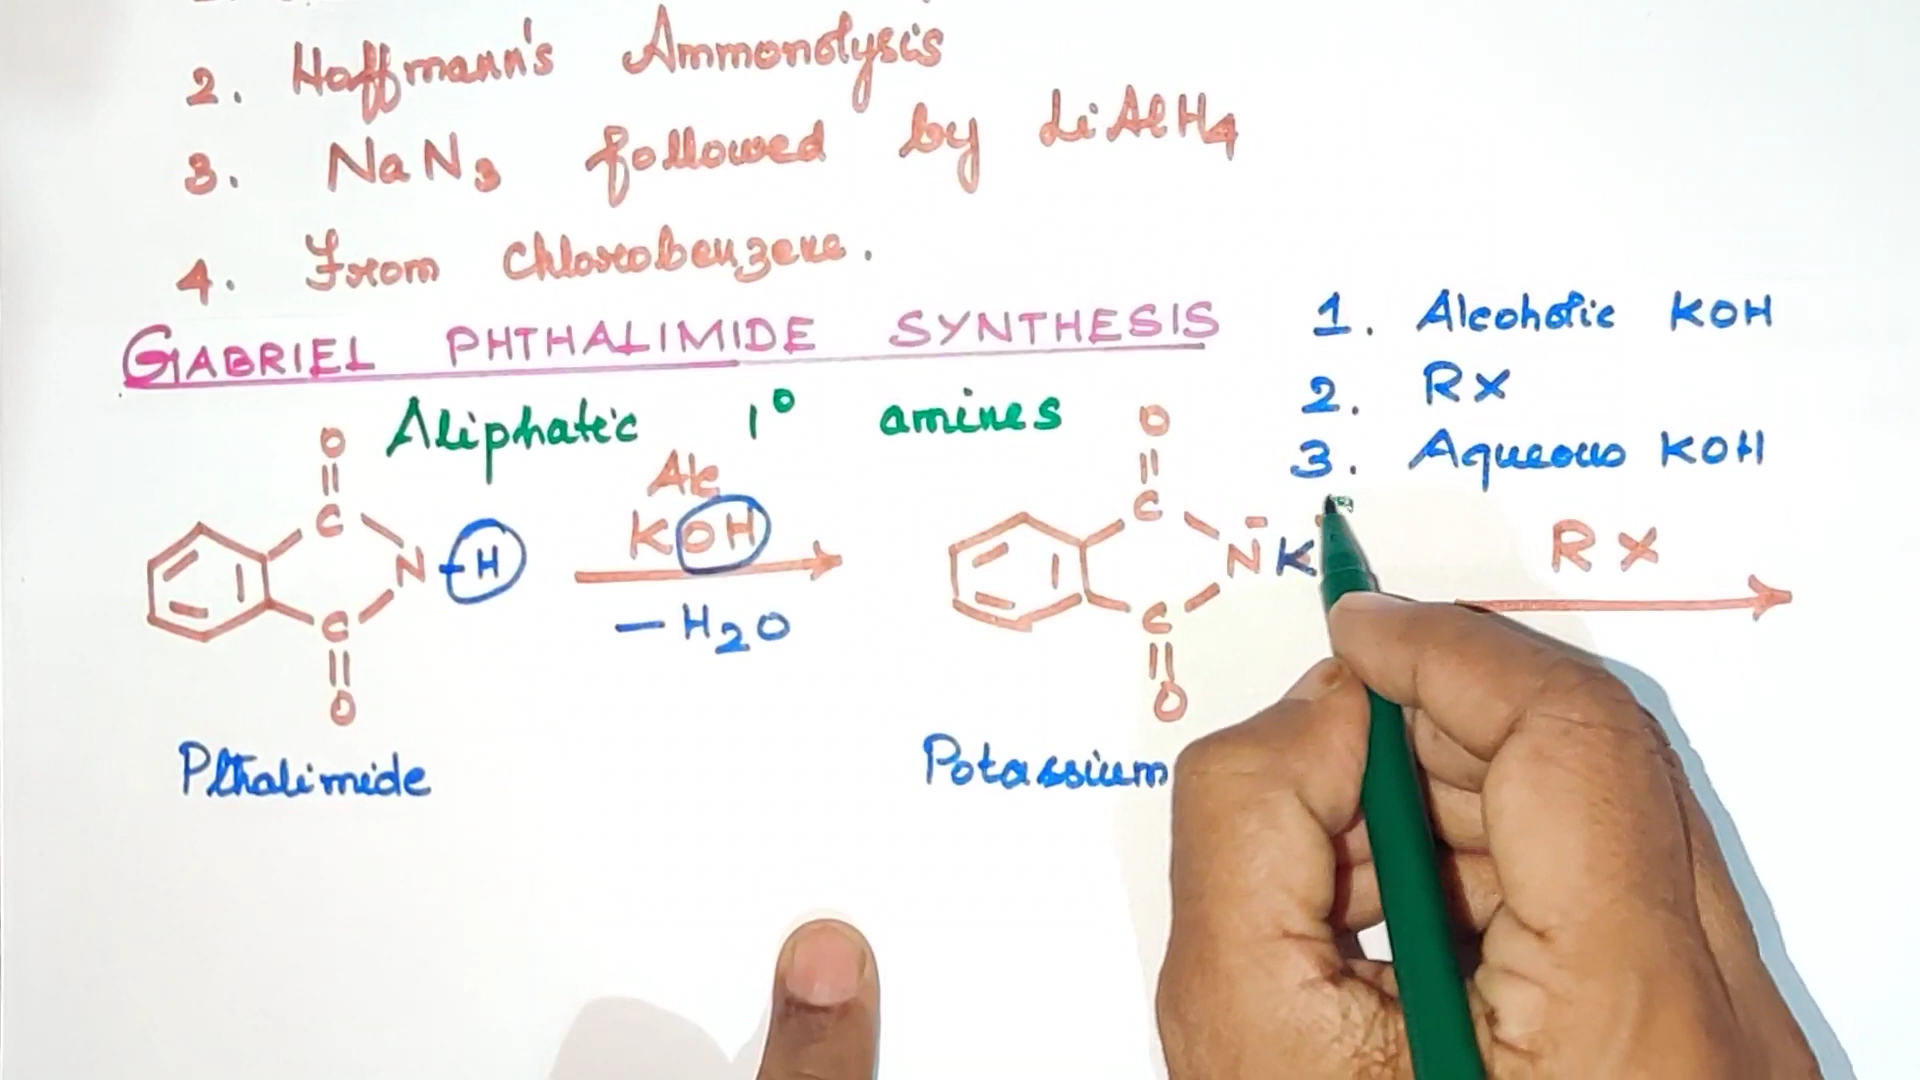 2. Hoffmann's Ammonolysis
3. NaN3 followed by LiAlH4
4. From Chlorobenzene.
GABRIEL PHTHALIMIDE SYNTHESIS
1. Alcoholic KOH
2. RX
3. Aqueous KOH
Aliphatic 1° amines
O
||
C
N-H
C
||
O
Alc
KOH
- H2O
O
||
C
N̄ K
C
||
O
RX
Phthalimide
Potassium